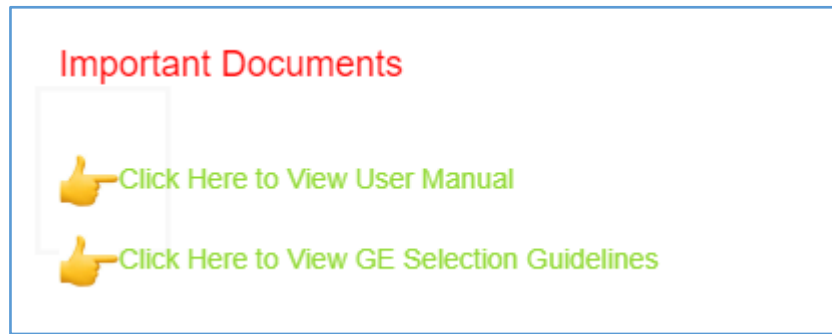 Important Documents
Click Here to View User Manual
Click Here to View GE Selection Guidelines